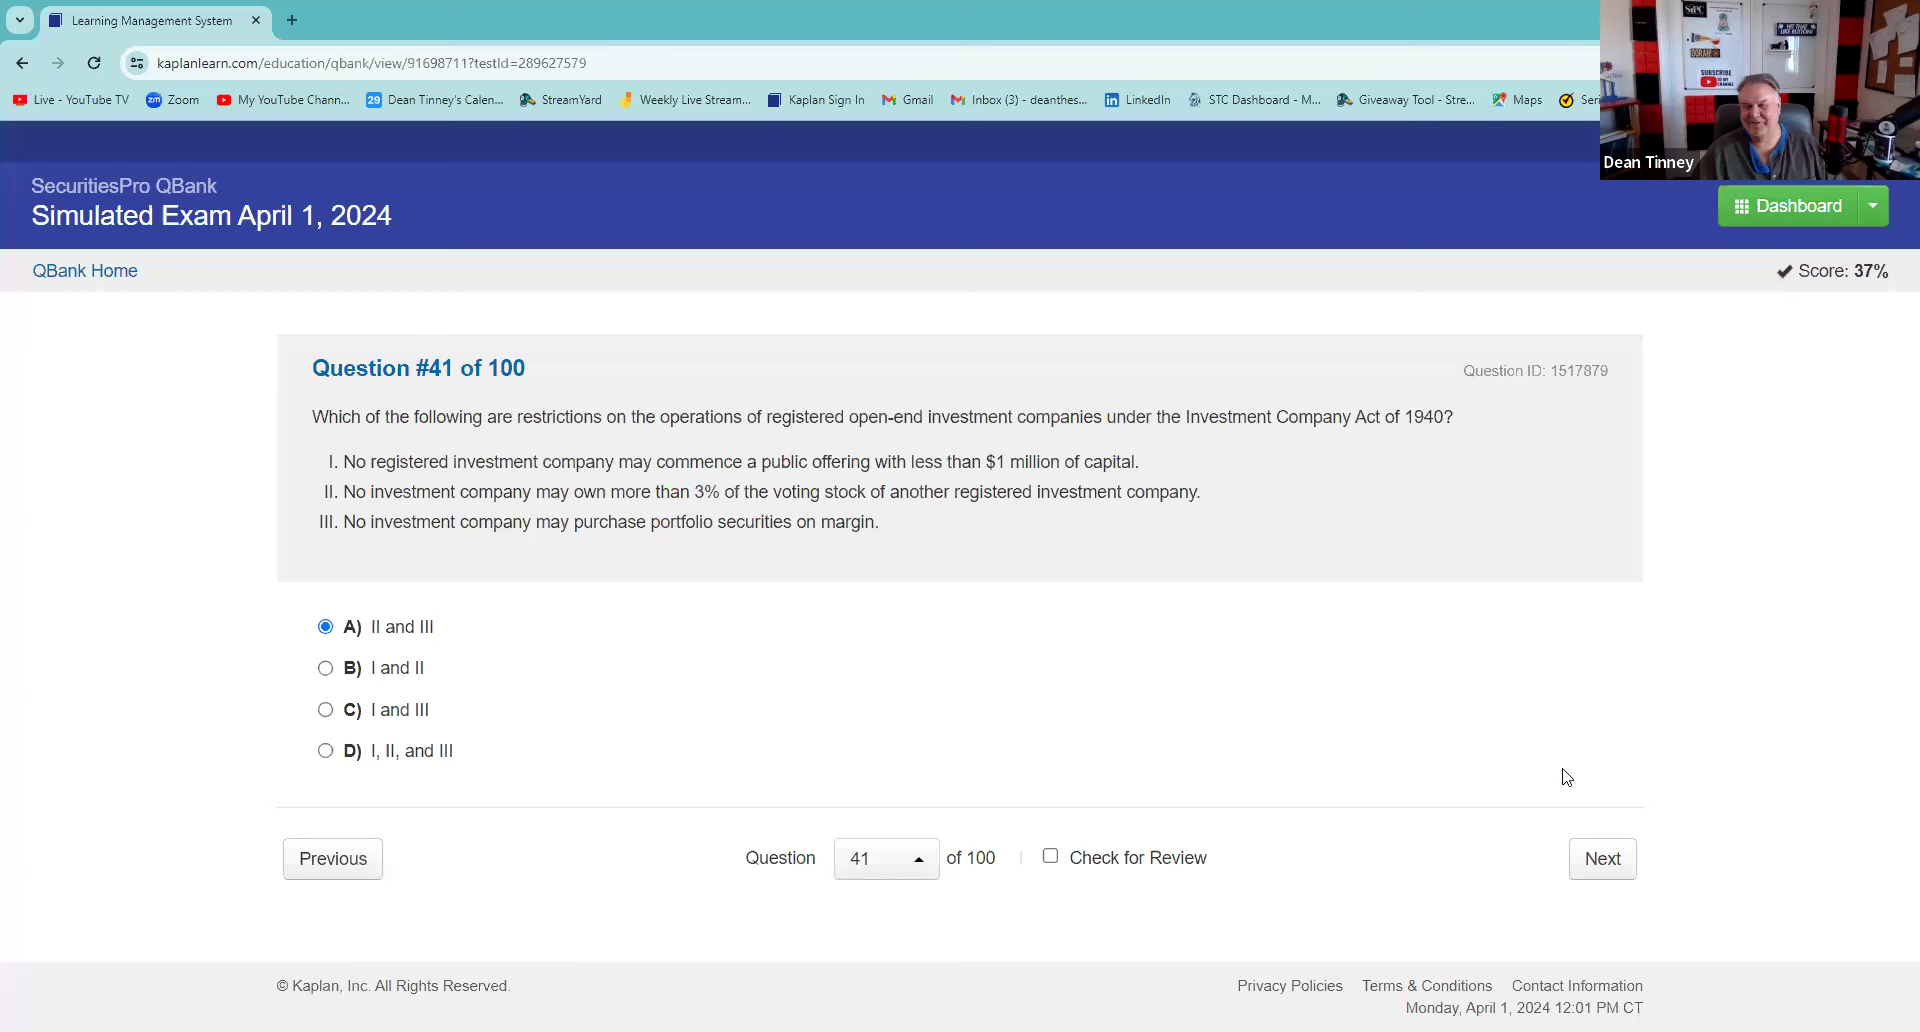 Learning Management System
kaplanlearn.com/education/qbank/view/91698711?testId=289627579
Live - YouTube TV
Zoom
My YouTube Chann...
29 Dean Tinney's Calen...
StreamYard
Weekly Live Stream...
Kaplan Sign In
Gmail
Inbox (3) - deanthes...
LinkedIn
STC Dashboard - M...
Giveaway Tool - Stre...
Maps
Seri
SIPC
HIT THAT LIKE BUTTON!
SUBSCRIBE
Dean Tinney
SecuritiesPro QBank
Simulated Exam April 1, 2024
Dashboard
QBank Home
Score: 37%
Question #41 of 100
Question ID: 1517879
Which of the following are restrictions on the operations of registered open-end investment companies under the Investment Company Act of 1940?
I. No registered investment company may commence a public offering with less than $1 million of capital.
II. No investment company may own more than 3% of the voting stock of another registered investment company.
III. No investment company may purchase portfolio securities on margin.
A) II and III
B) I and II
C) I and III
D) I, II, and III
Previous
Question 41 of 100
Check for Review
Next
© Kaplan, Inc. All Rights Reserved.
Privacy Policies
Terms & Conditions
Contact Information
Monday, April 1, 2024 12:01 PM CT